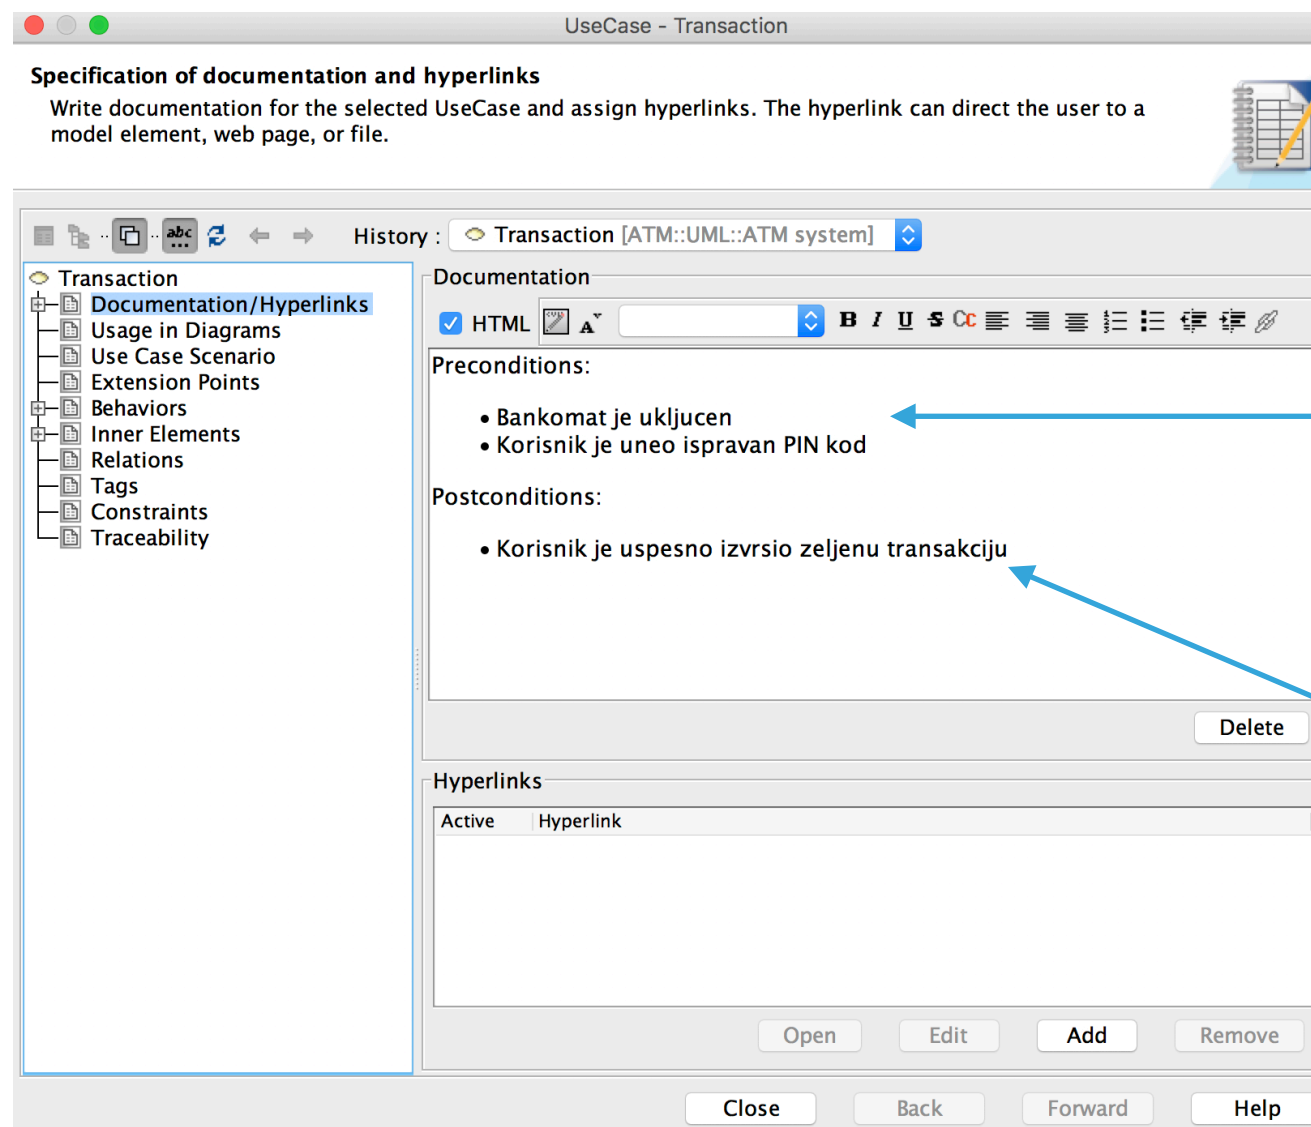 UseCase - Transaction
Specification of documentation and hyperlinks
Write documentation for the selected UseCase and assign hyperlinks. The hyperlink can direct the user to a
model element, web page, or file.
abc
History :
Transaction [ATM::UML::ATM system]
Transaction
Documentation/Hyperlinks
Usage in Diagrams
Use Case Scenario
Extension Points
Behaviors
Inner Elements
Relations
Tags
Constraints
Traceability
Documentation
HTML A B I U S CC
Preconditions:
• Bankomat je ukljucen
• Korisnik je uneo ispravan PIN kod
Postconditions:
• Korisnik je uspesno izvrsio zeljenu transakciju
Delete
Hyperlinks
Active Hyperlink
Open Edit Add Remove
Close Back Forward Help